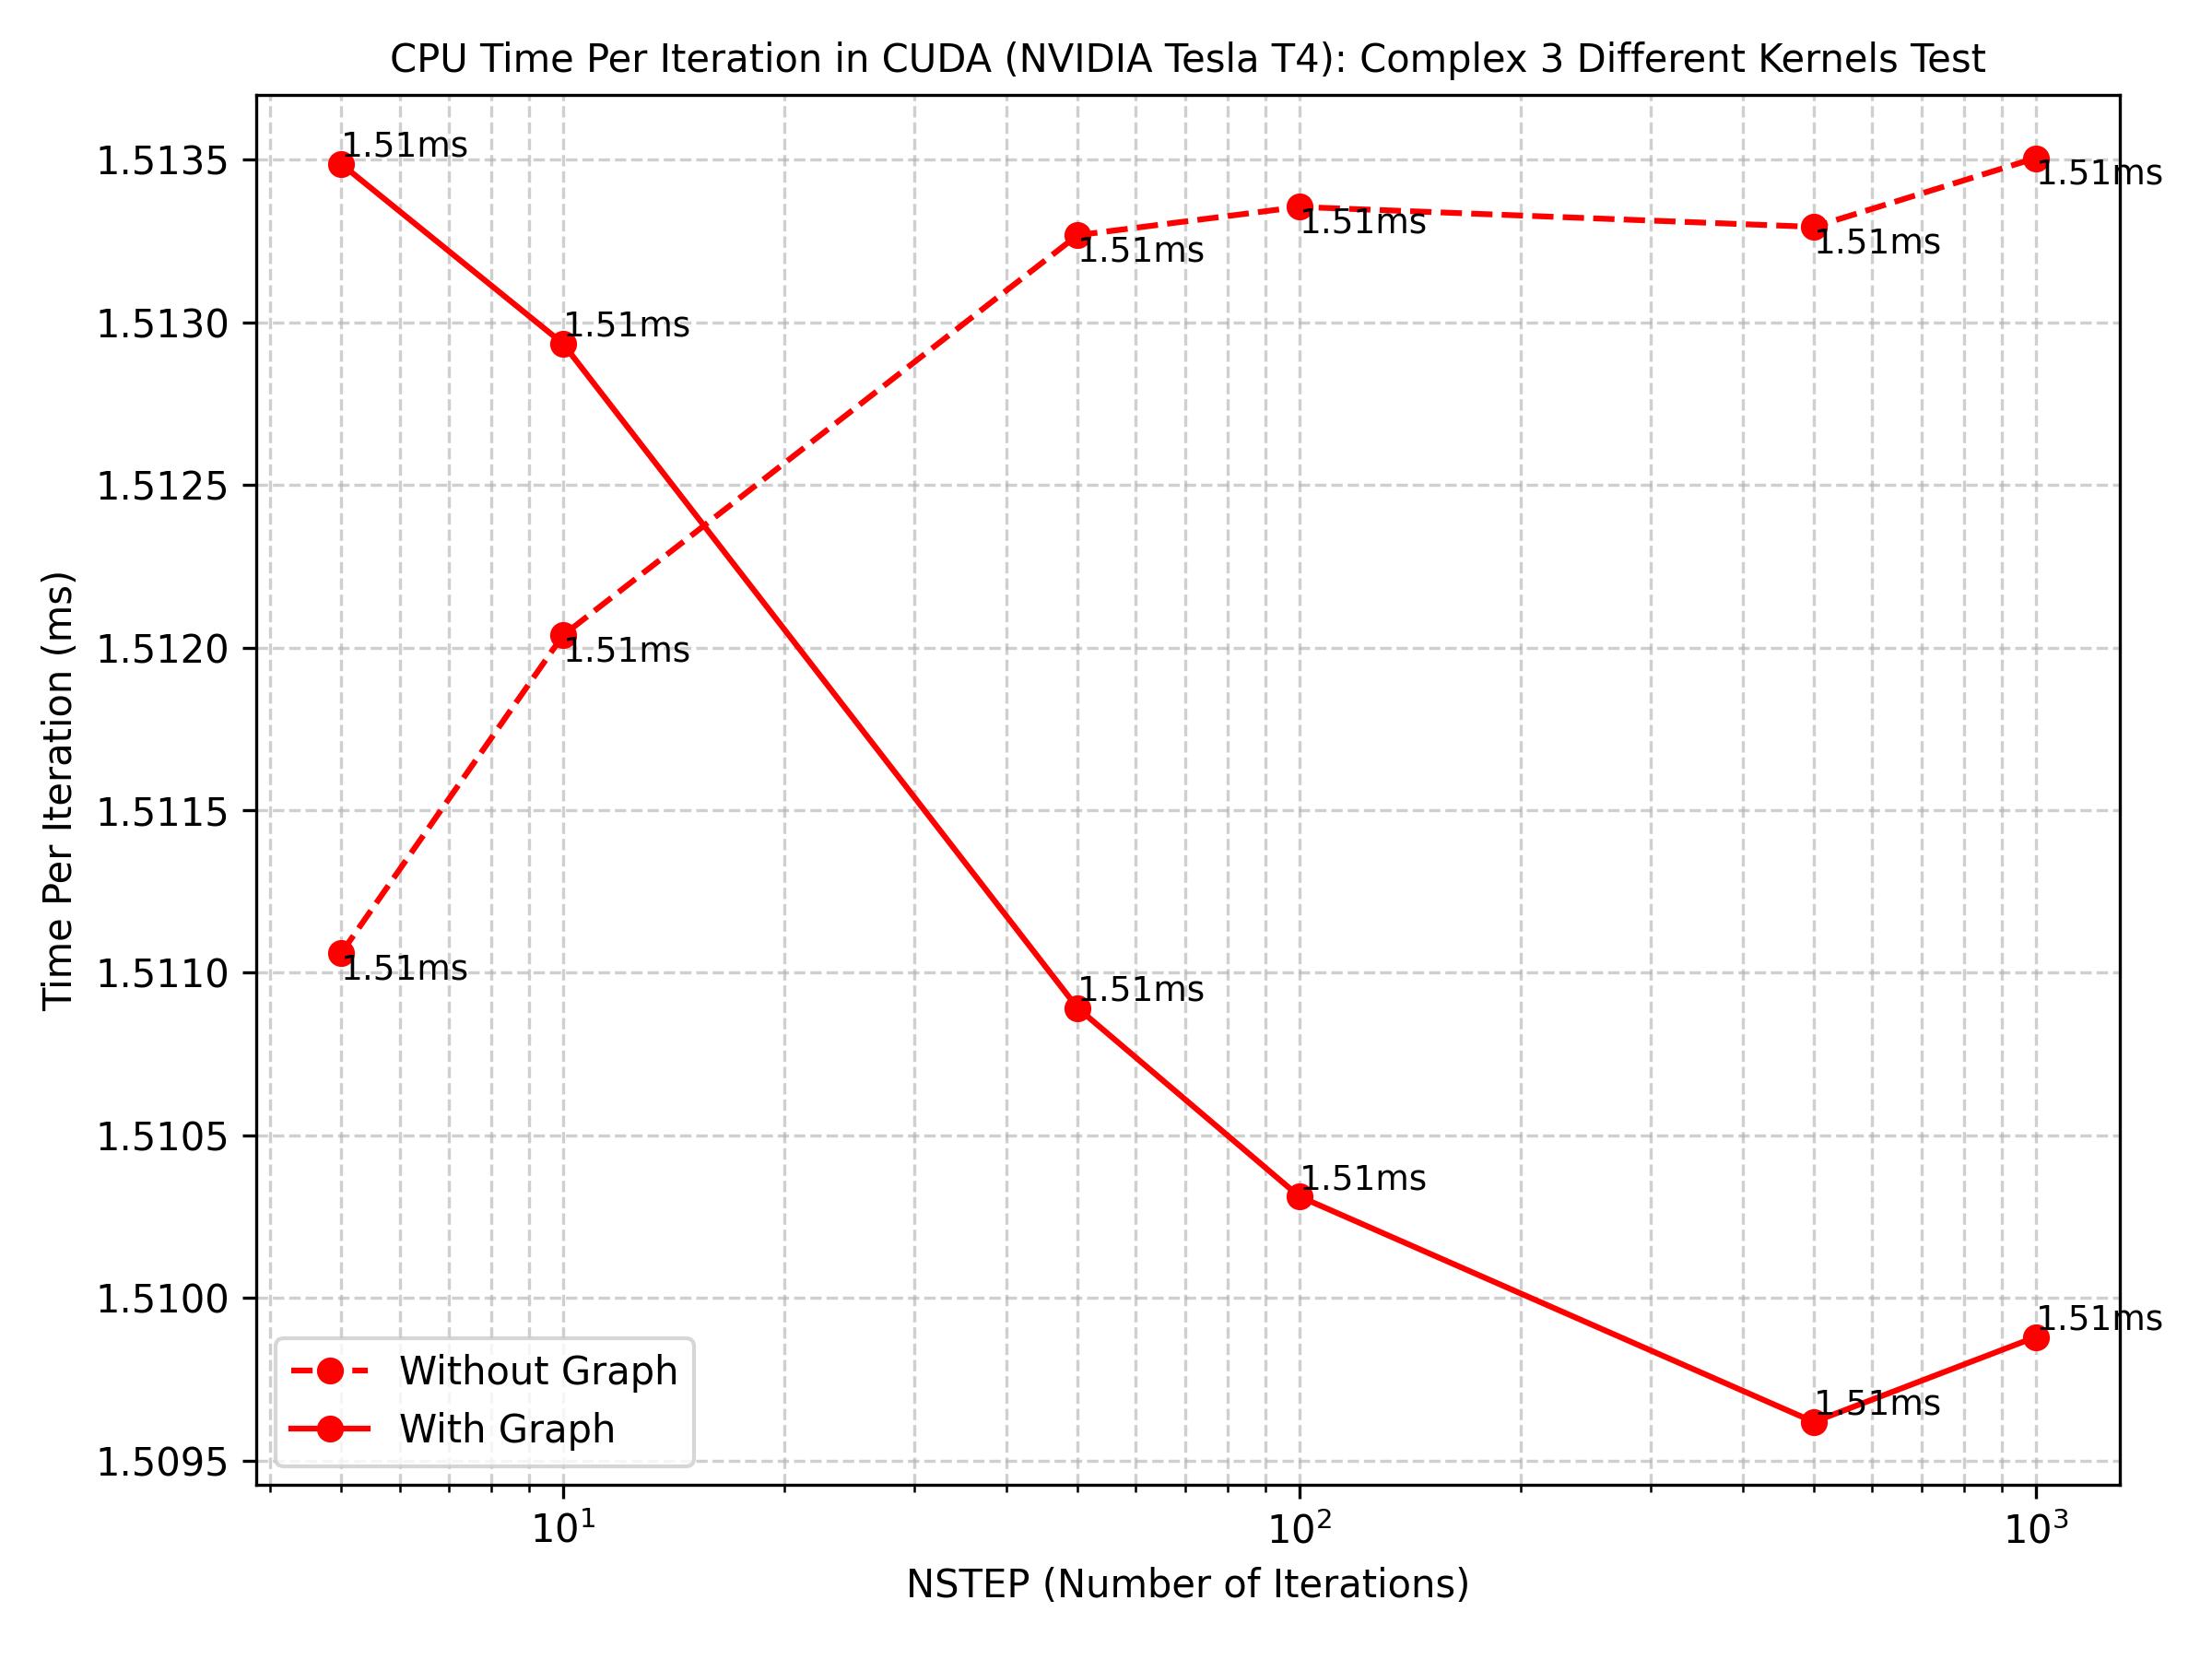 CPU Time Per Iteration in CUDA (NVIDIA Tesla T4): Complex 3 Different Kernels Test
Time Per Iteration (ms)
1.5135
1.5130
1.5125
1.5120
1.5115
1.5110
1.5105
1.5100
1.5095
1.51ms
1.51ms
1.51ms
1.51ms
1.51ms
1.51ms
1.51ms
1.51ms
1.51ms
1.51ms
1.51ms
1.51ms
Without Graph
With Graph
10¹ 10² 10³
NSTEP (Number of Iterations)